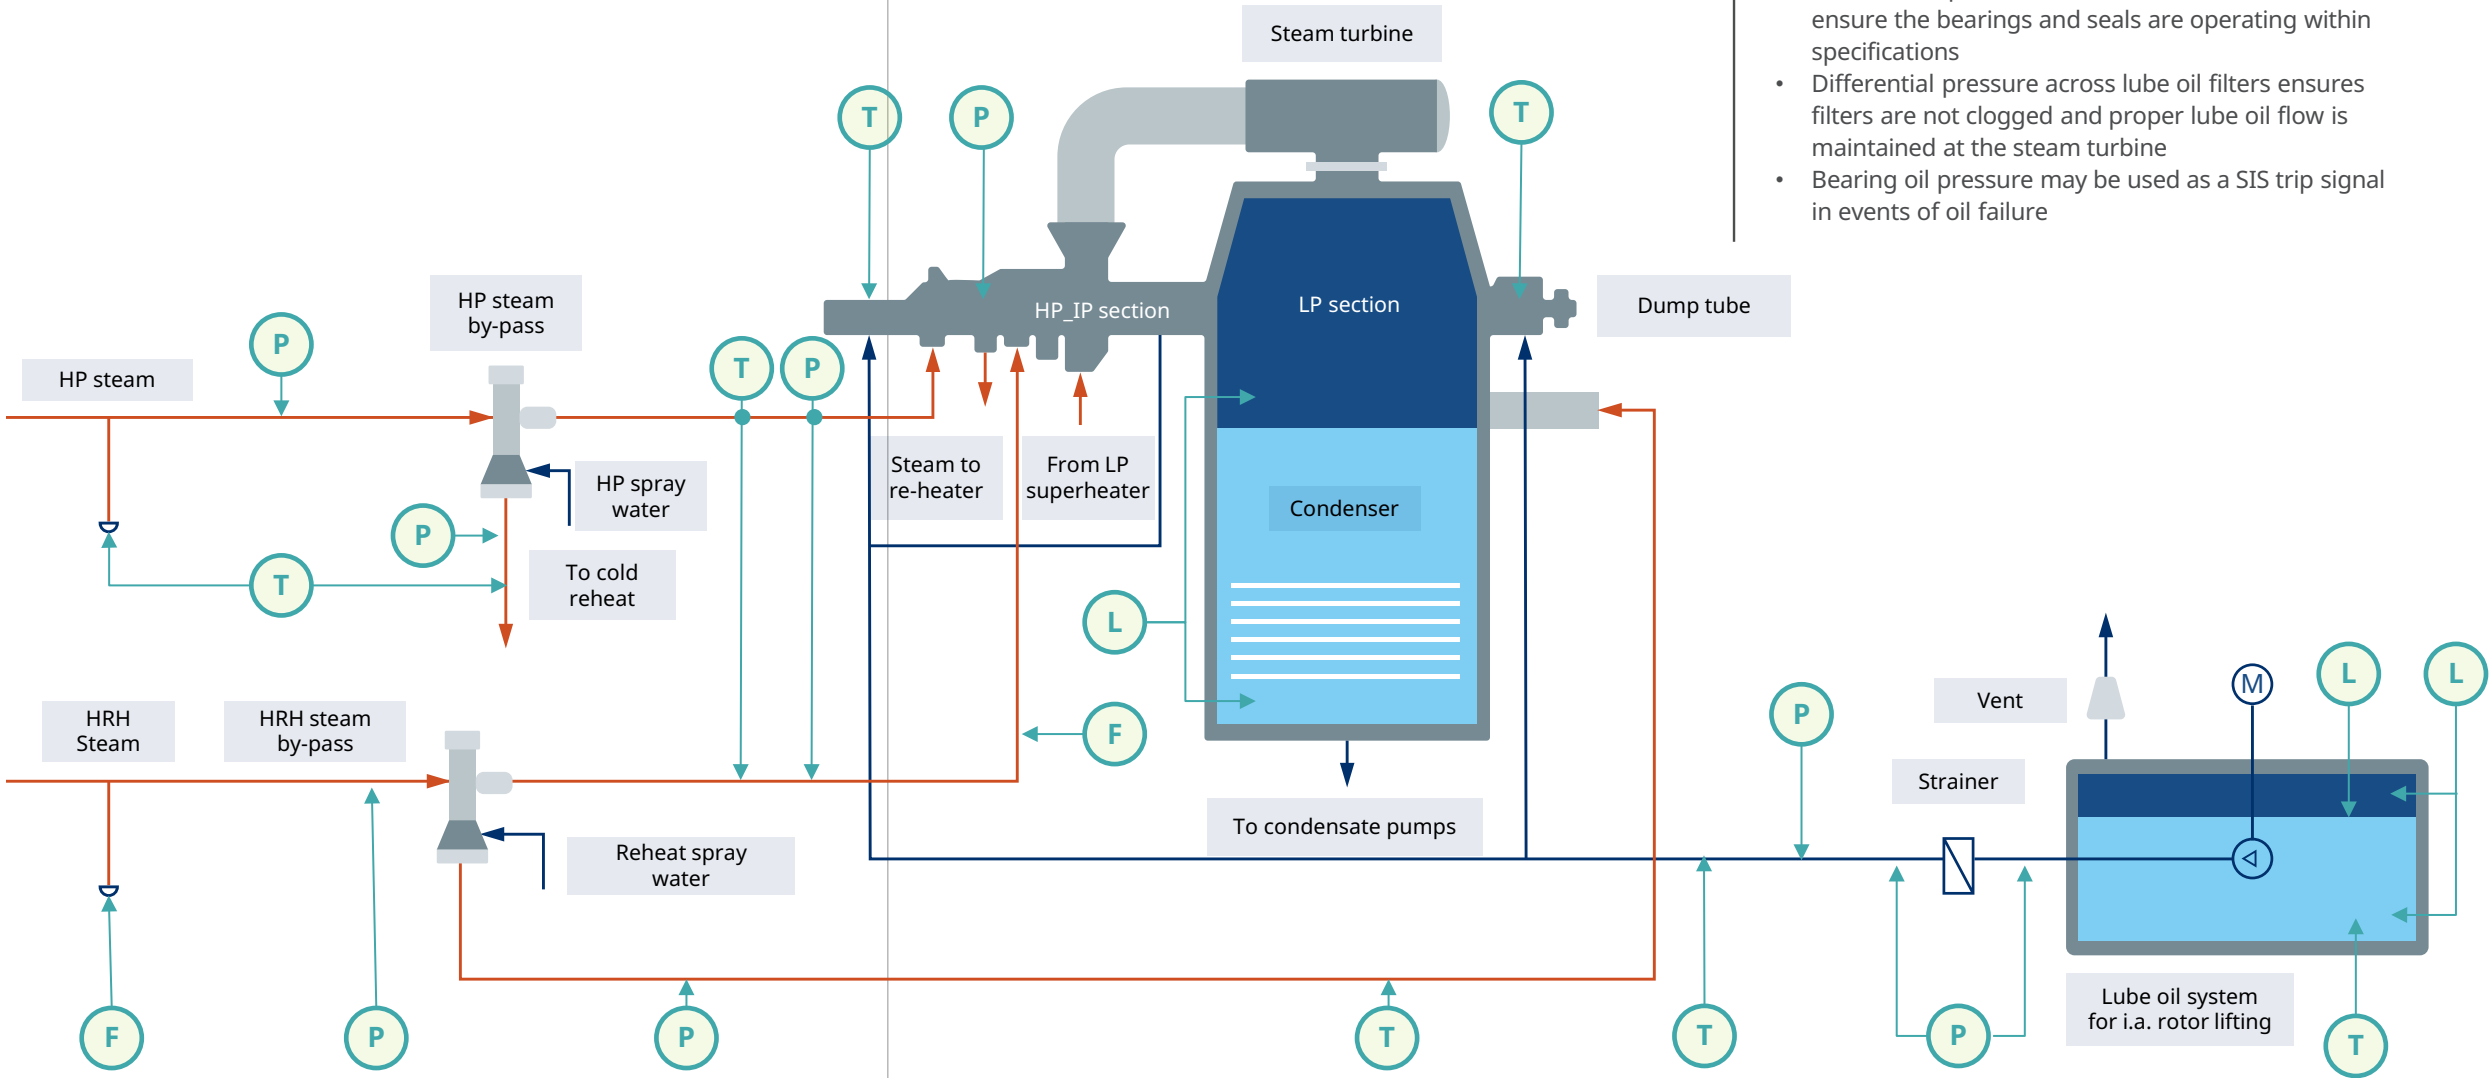 ensure the bearings and seals are operating within
specifications
• Differential pressure across lube oil filters ensures
filters are not clogged and proper lube oil flow is
maintained at the steam turbine
• Bearing oil pressure may be used as a SIS trip signal
in events of oil failure
Steam turbine
T
P
T
HP steam
by-pass
HP_IP section
LP section
Dump tube
P
HP steam
T
P
Steam to
re-heater
From LP
superheater
HP spray
water
Condenser
P
To cold
reheat
T
L
HRH
Steam
HRH steam
by-pass
F
P
Vent
M
L
L
Strainer
To condensate pumps
Reheat spray
water
F
P
P
T
T
P
Lube oil system
for i.a. rotor lifting
T